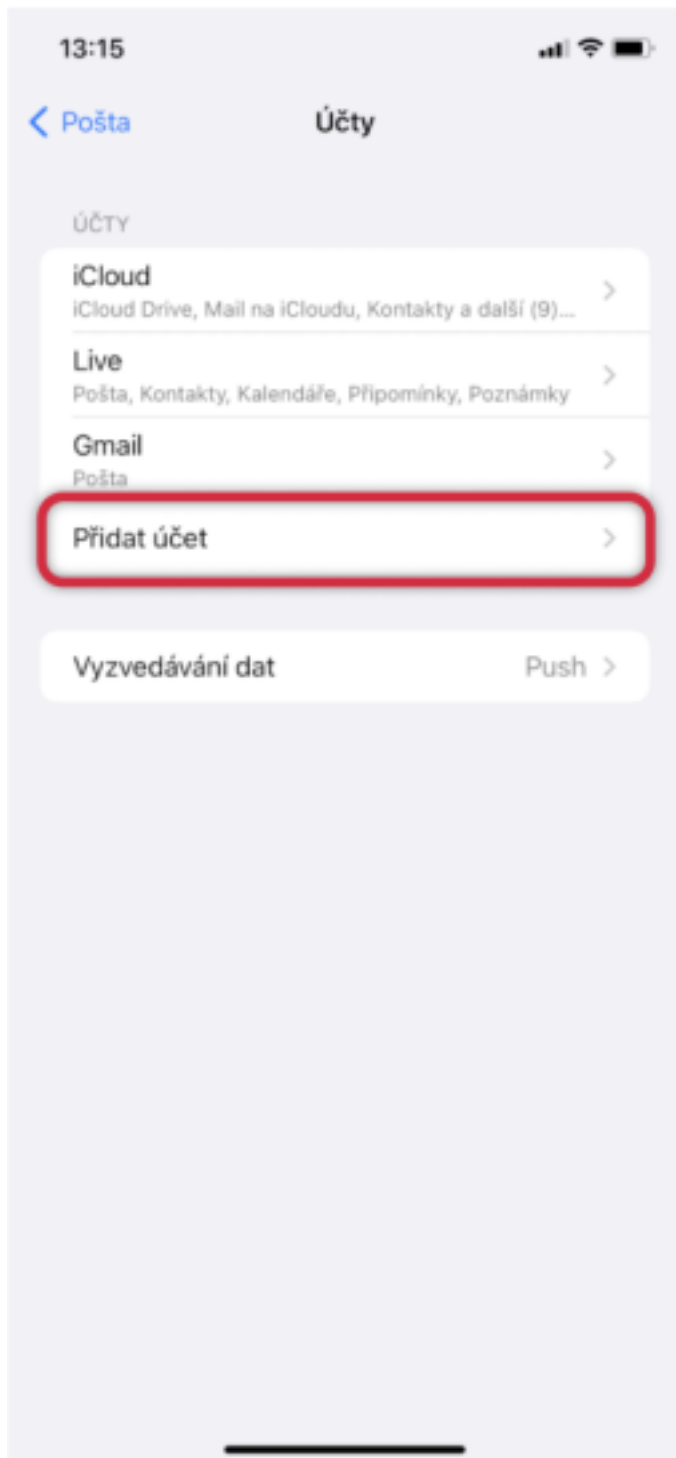 13:15
Pošta
Účty
ÚČTY
iCloud
iCloud Drive, Mail na iCloudu, Kontakty a další (9)...
Live
Pošta, Kontakty, Kalendáře, Připomínky, Poznámky
Gmail
Pošta
Přidat účet
Vyzvedávání dat Push